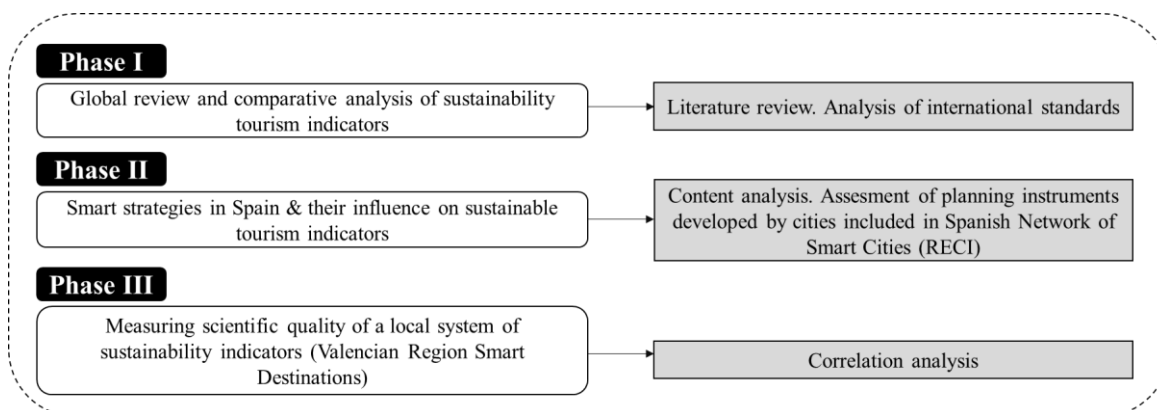 Phase I
Global review and comparative analysis of sustainability
tourism indicators
Literature review. Analysis of international standards
Phase II
Smart strategies in Spain & their influence on sustainable
tourism indicators
Content analysis. Assesment of planning instruments
developed by cities included in Spanish Network of
Smart Cities (RECI)
Phase III
Measuring scientific quality of a local system of
sustainability indicators (Valencian Region Smart
Destinations)
Correlation analysis